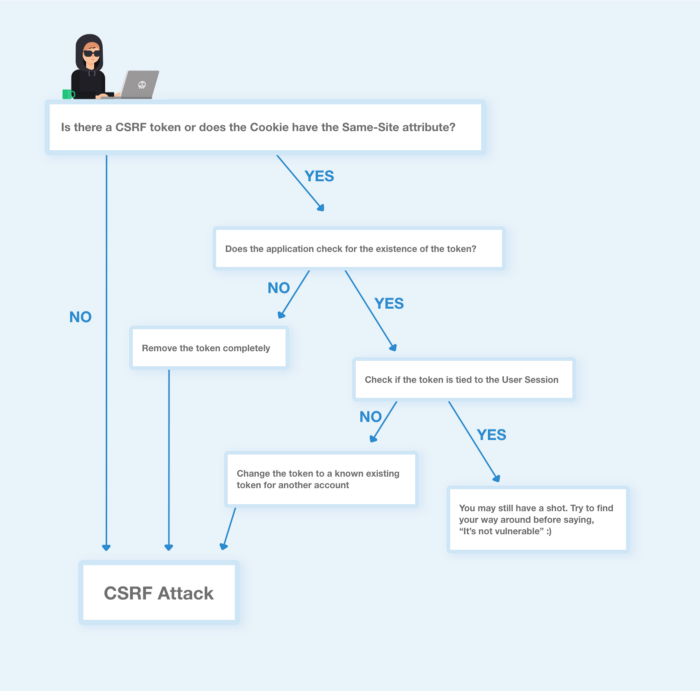 Is there a CSRF token or does the Cookie have the Same-Site attribute?
YES
Does the application check for the existence of the token?
NO
YES
NO
Remove the token completely
Check if the token is tied to the User Session
NO
YES
Change the token to a known existing
token for another account
You may still have a shot. Try to find
your way around before saying,
“It's not vulnerable” :)
CSRF Attack